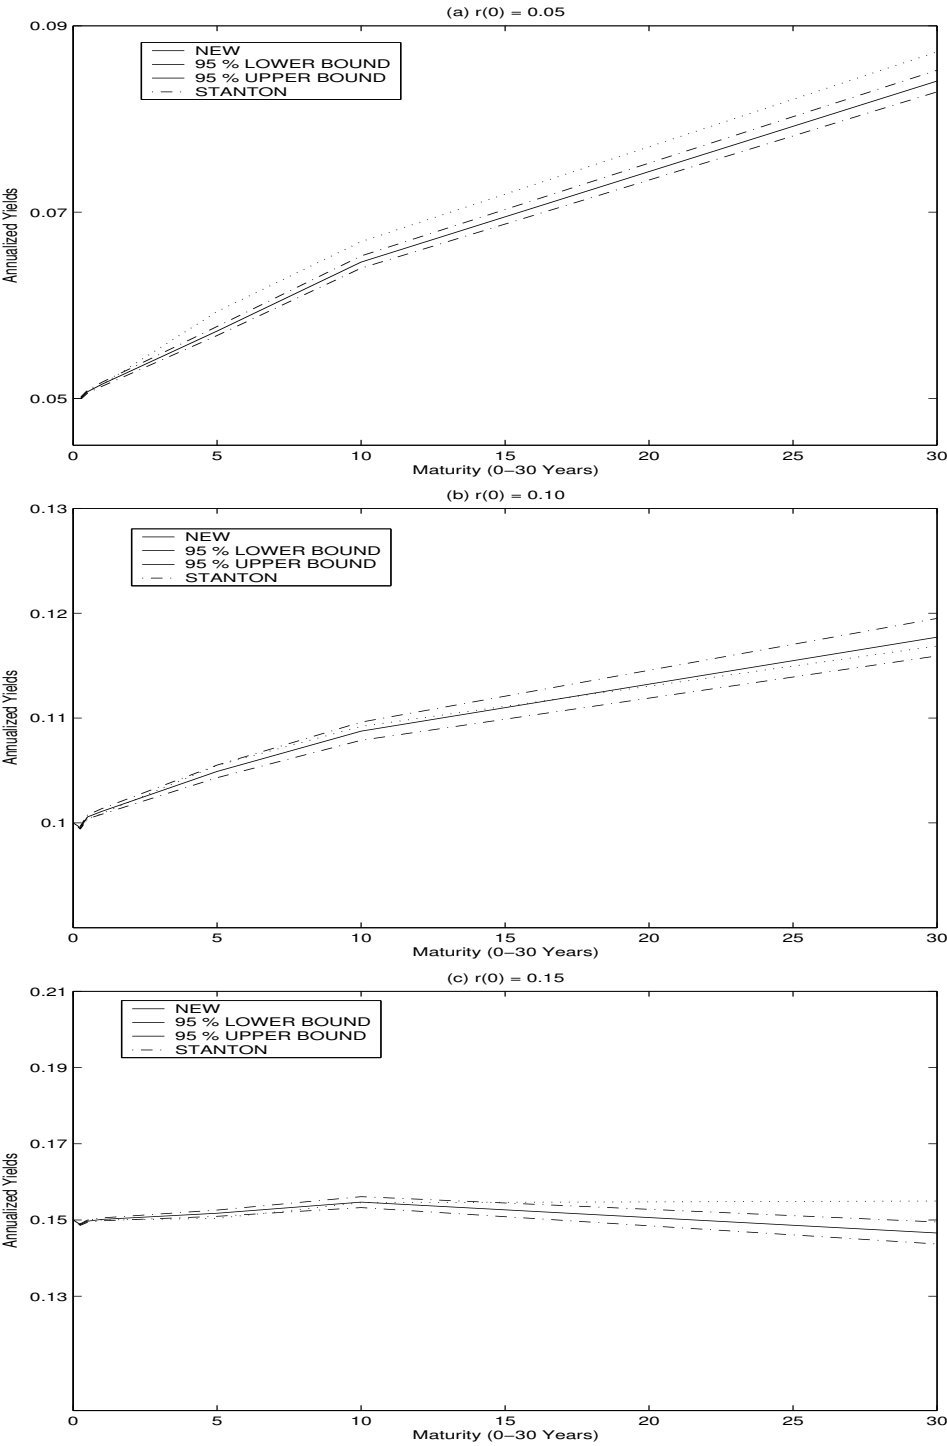 (a) r(0) = 0.05
0.09
NEW
95 % LOWER BOUND
95 % UPPER BOUND
STANTON
Annualized Yields
0.07
0.05
0 5 10 15 20 25 30
Maturity (0–30 Years)
(b) r(0) = 0.10
0.13
NEW
95 % LOWER BOUND
95 % UPPER BOUND
STANTON
0.12
Annualized Yields
0.11
0.1
0 5 10 15 20 25 30
Maturity (0–30 Years)
(c) r(0) = 0.15
0.21
NEW
95 % LOWER BOUND
95 % UPPER BOUND
STANTON
0.19
0.17
Annualized Yields
0.15
0.13
0 5 10 15 20 25 30
Maturity (0–30 Years)